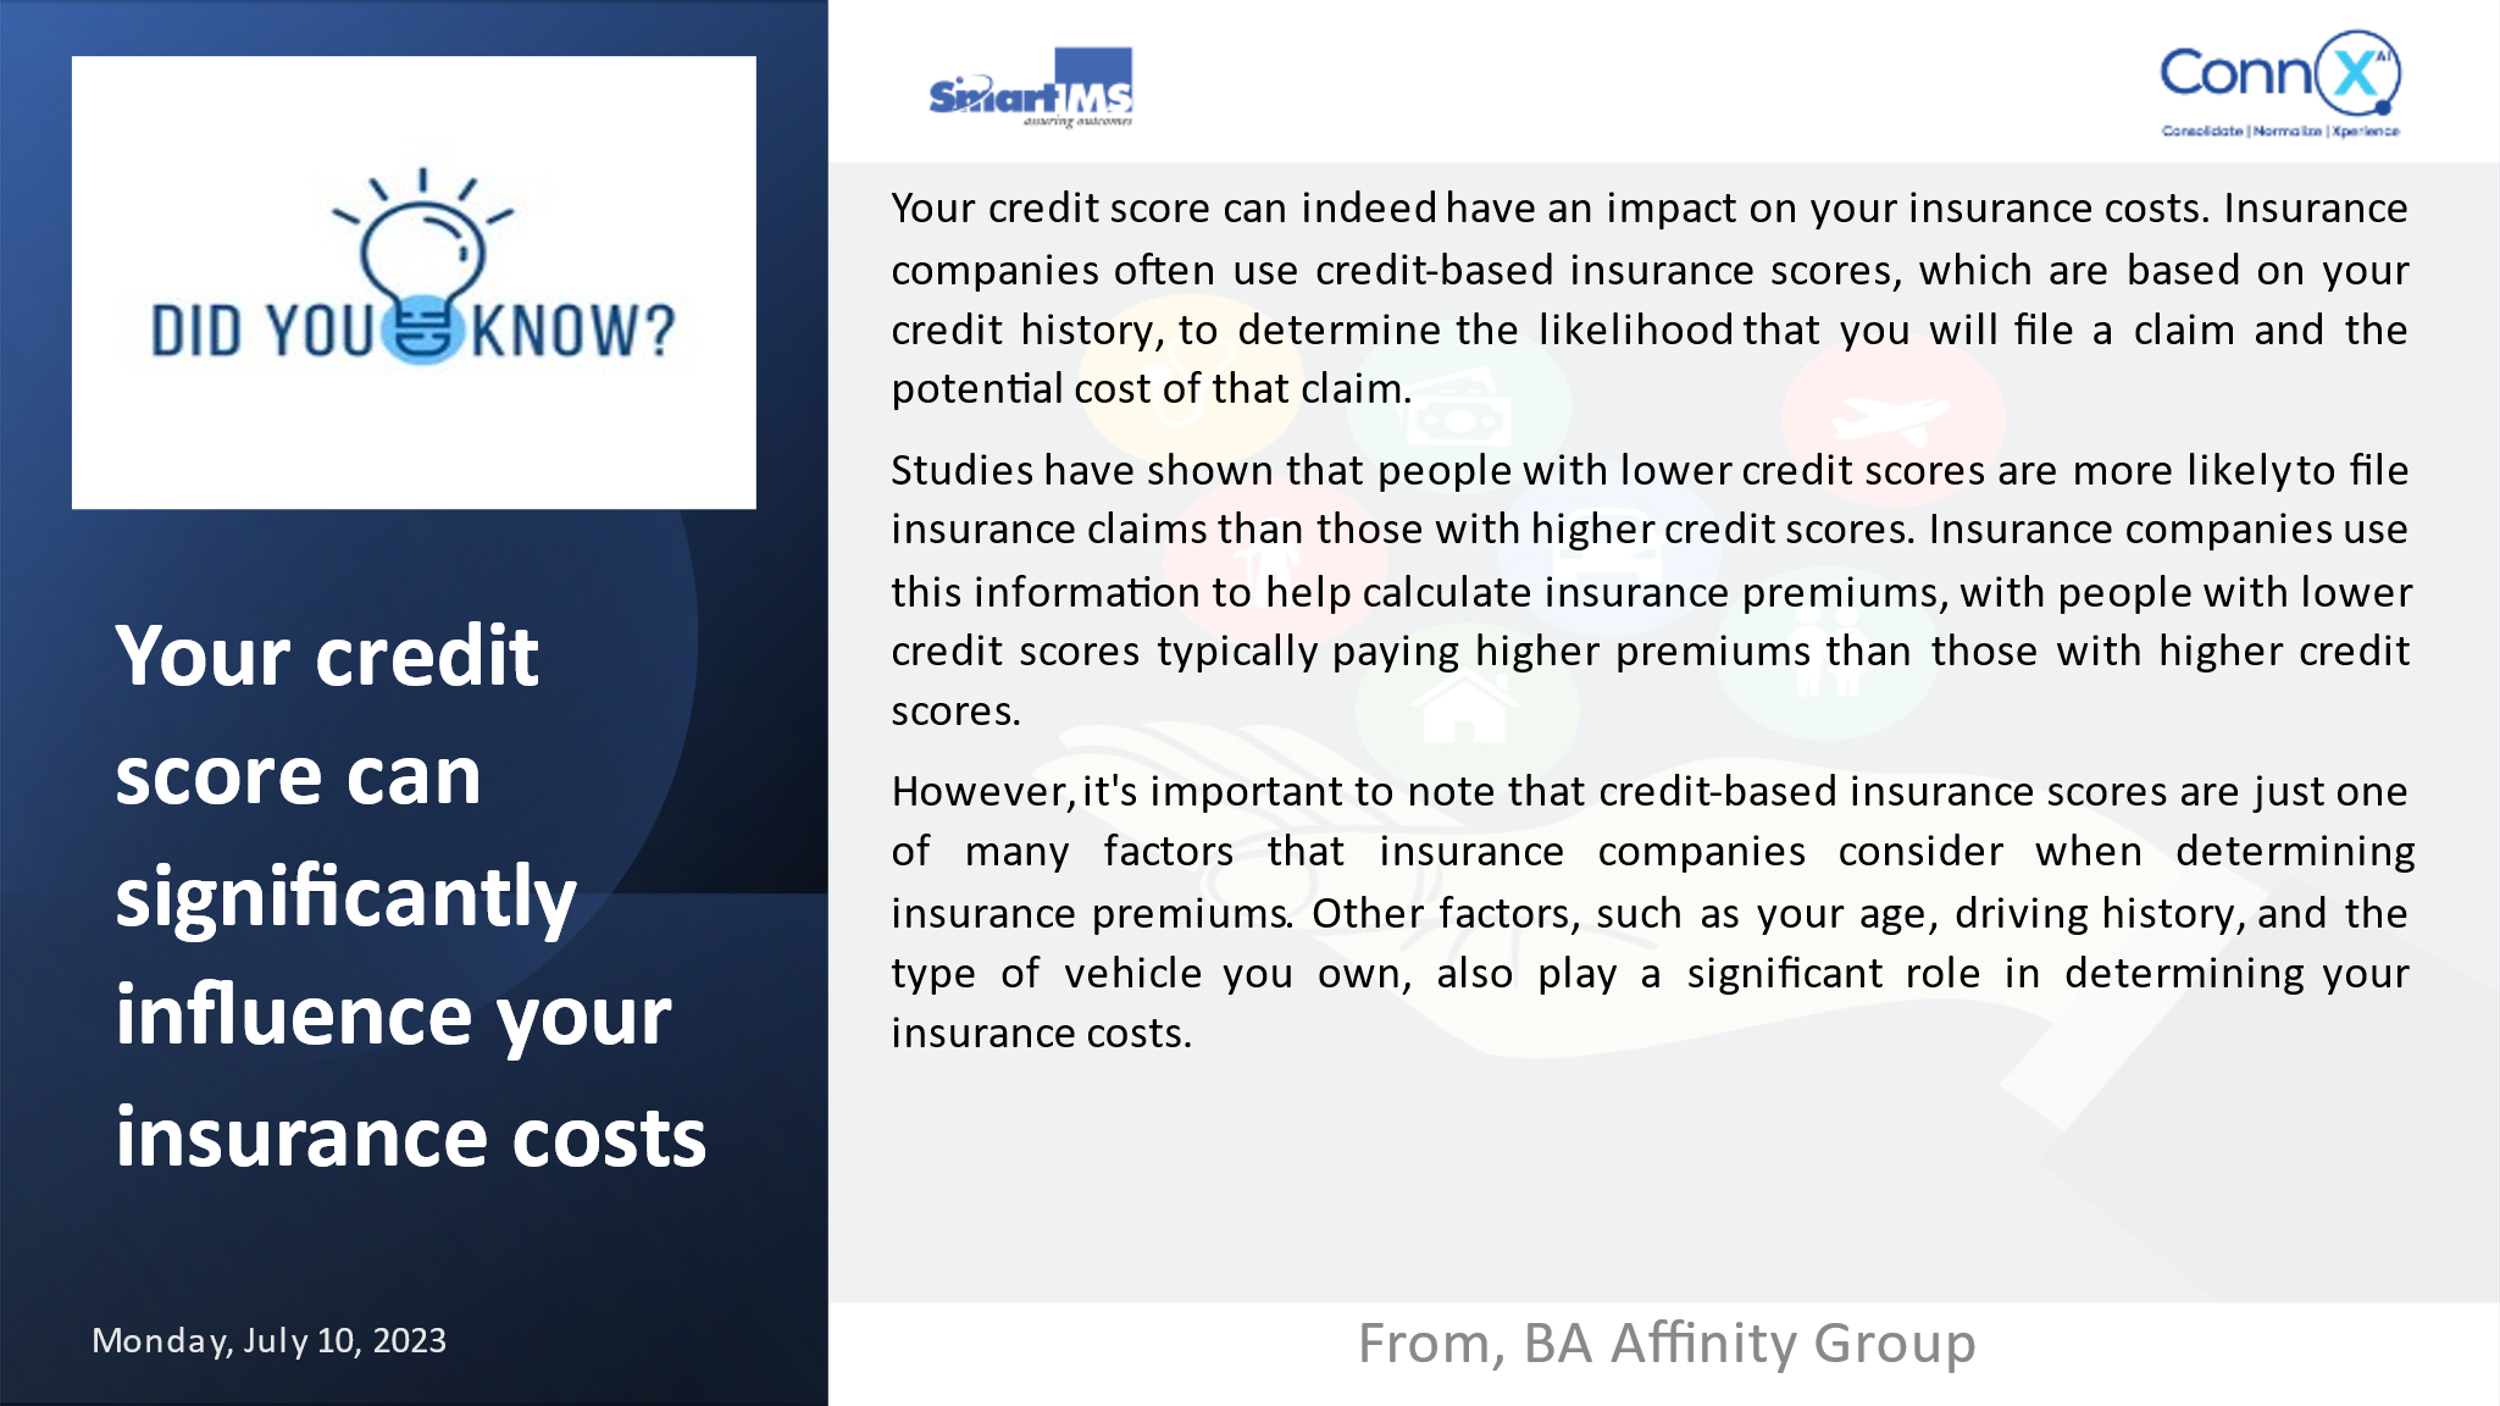 DID YOU KNOW?
Your credit
score can
significantly
influence your
insurance costs
Monday, July 10, 2023
SmartIMS
assuring outcomes
ConnX AI
Consolidate | Normalize | Xperience
Your credit score can indeed have an impact on your insurance costs. Insurance
companies often use credit-based insurance scores, which are based on your
credit history, to determine the likelihood that you will file a claim and the
potential cost of that claim.
Studies have shown that people with lower credit scores are more likely to file
insurance claims than those with higher credit scores. Insurance companies use
this information to help calculate insurance premiums, with people with lower
credit scores typically paying higher premiums than those with higher credit
scores.
However, it's important to note that credit-based insurance scores are just one
of many factors that insurance companies consider when determining
insurance premiums. Other factors, such as your age, driving history, and the
type of vehicle you own, also play a significant role in determining your
insurance costs.
From, BA Affinity Group